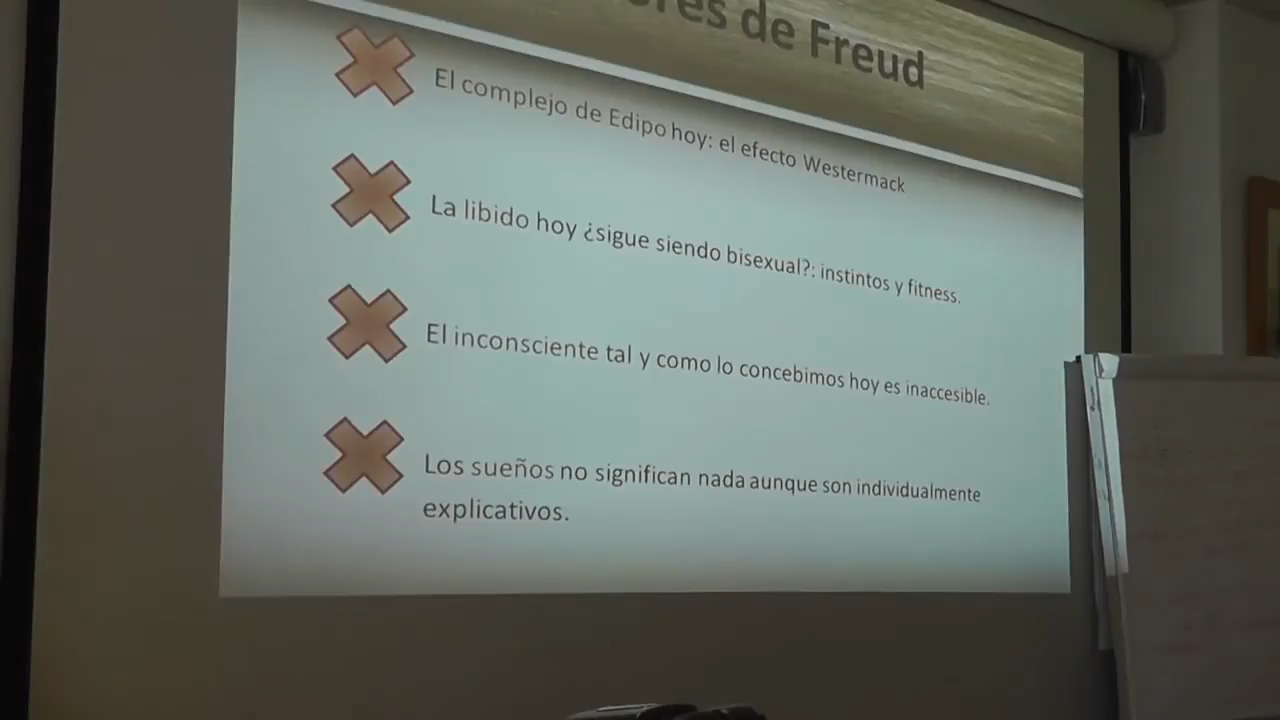 de Freud
El complejo de Edipo hoy: el efecto Westermack
La libido hoy ¿sigue siendo bisexual?: instintos y fitness.
El inconsciente tal y como lo concebimos hoy es inaccesible.
Los sueños no significan nada aunque son individualmente
explicativos.